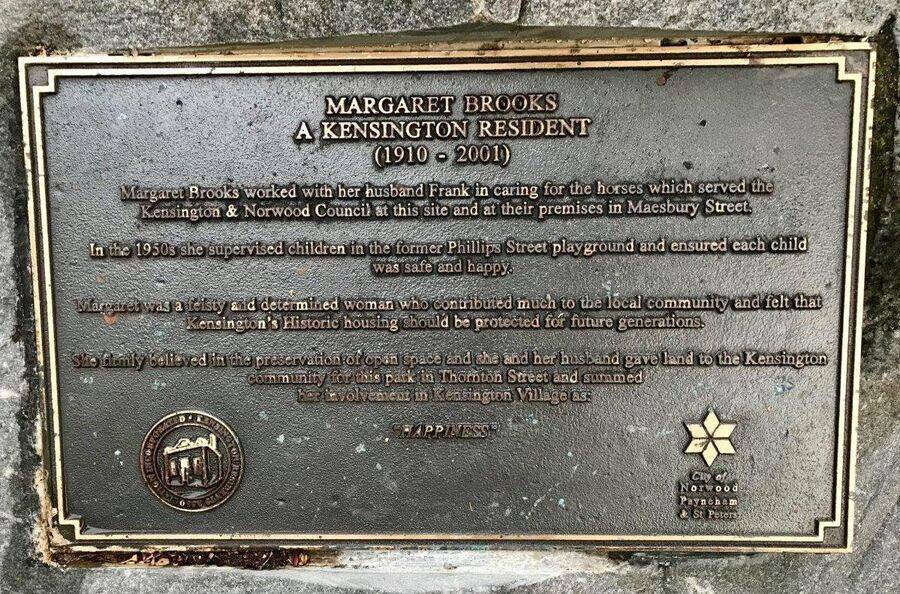 MARGARET BROOKS
A KENSINGTON RESIDENT
(1910 - 2001)
Margaret Brooks worked with her husband Frank in caring for the horses which served the
Kensington & Norwood Council at this site and at their premises in Maesbury Street.
In the 1950s she supervised children in the former Phillips Street playground and ensured each child
was safe and happy.
Margaret was a feisty and determined woman who contributed much to the local community and felt that
Kensington's Historic housing should be protected for future generations.
She firmly believed in the preservation of open space and she and her husband gave land to the Kensington
community for this park in Thornton Street and summed
her involvement in Kensington Village as:
"HAPPINESS"
City of
Norwood
Payneham
& St Peters